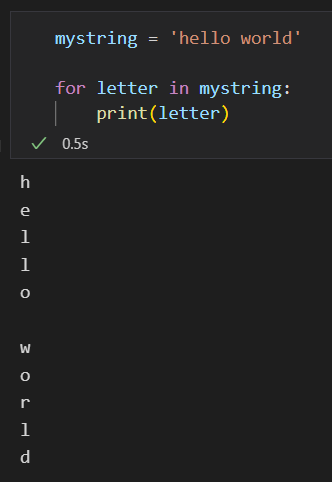 mystring = 'hello world'
for letter in mystring:
    print(letter)
0.5s
h
e
l
l
o
w
o
r
l
d